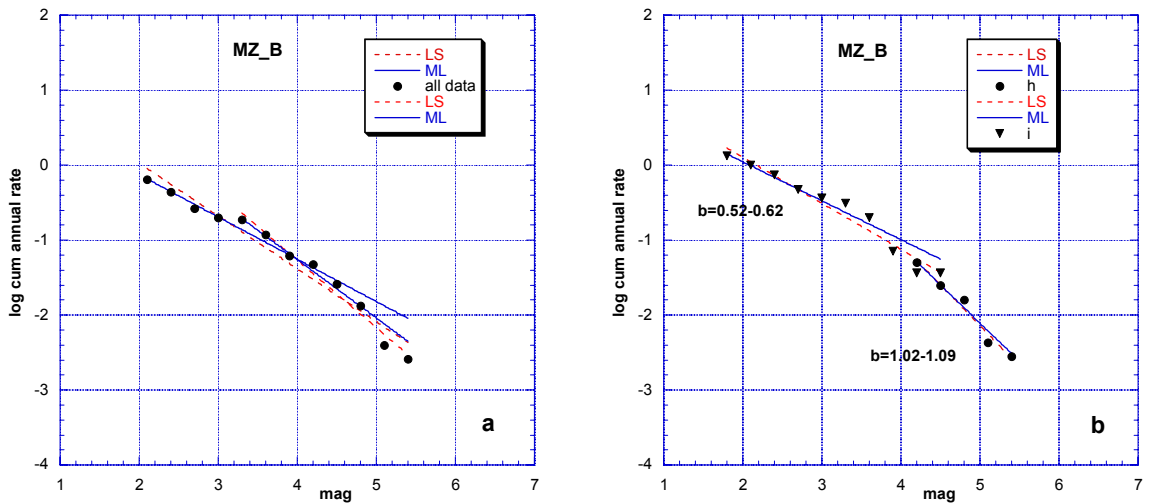 MZ_B
LS
ML
all data
LS
ML
2
1
0
-1
-2
-3
-4
log cum annual rate
1 2 3 4 5 6 7
mag
a
MZ_B
LS
ML
h
LS
ML
i
b=0.52-0.62
b=1.02-1.09
2
1
0
-1
-2
-3
-4
log cum annual rate
1 2 3 4 5 6 7
mag
b